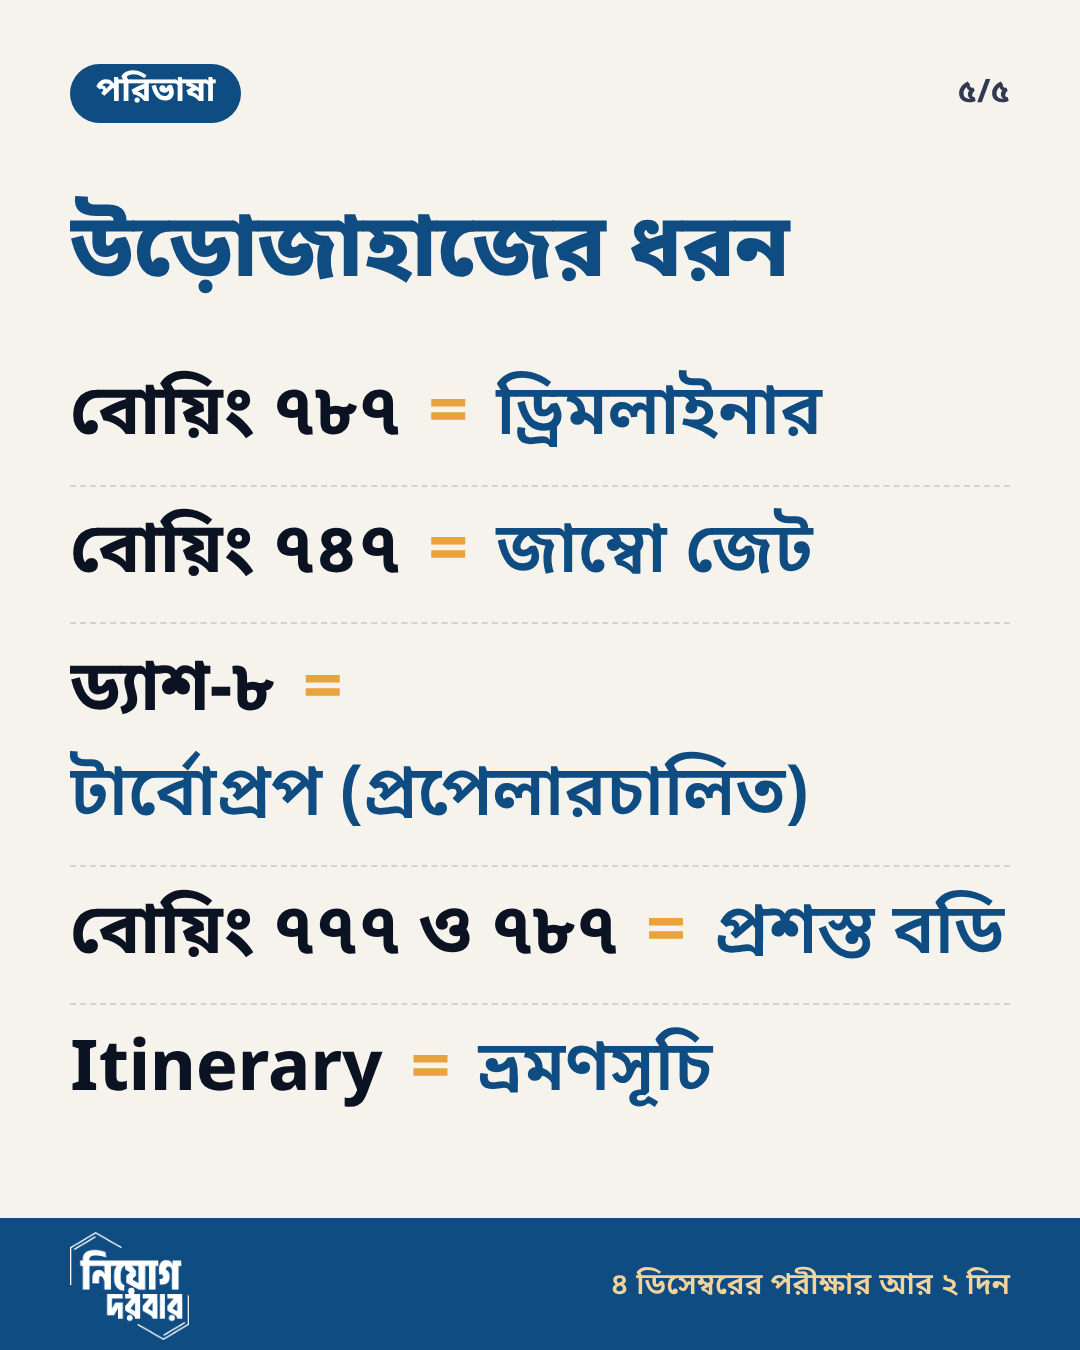 পরিভাষা
৫/৫
উড়োজাহাজের ধরন
বোয়িং ৭৮৭ = ড্রিমলাইনার
বোয়িং ৭৪৭ = জাম্বো জেট
ড্যাশ-৮ =
টার্বোপ্রপ (প্রপেলারচালিত)
বোয়িং ৭৭৭ ও ৭৮৭ = প্রশস্ত বডি
Itinerary = ভ্রমণসূচি
নিয়োগ
দরবার
৪ ডিসেম্বরের পরীক্ষার আর ২ দিন